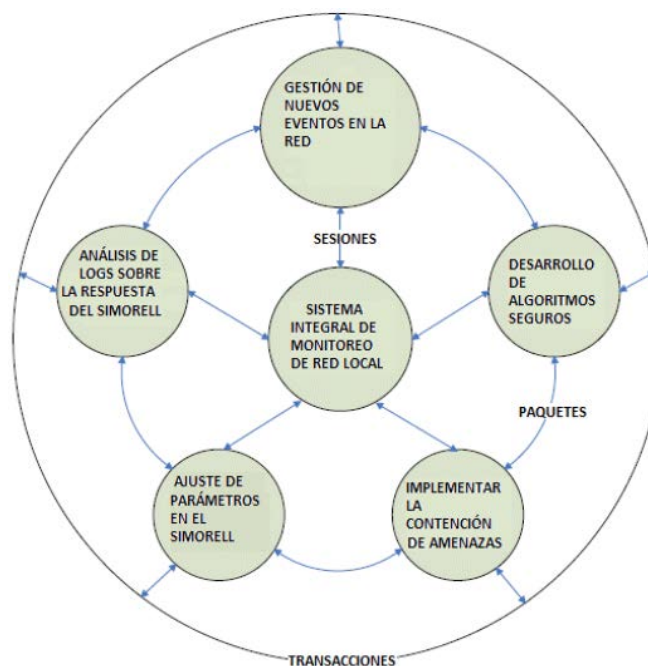 GESTIÓN DE
NUEVOS
EVENTOS EN LA
RED
SESIONES
ANÁLISIS DE
LOGS SOBRE
LA RESPUESTA
DEL SIMORELL
DESARROLLO
DE
ALGORITMOS
SEGUROS
SISTEMA
INTEGRAL DE
MONITOREO
DE RED LOCAL
PAQUETES
AJUSTE DE
PARÁMETROS
EN EL
SIMORELL
IMPLEMENTAR
LA
CONTENCIÓN
DE AMENAZAS
TRANSACCIONES